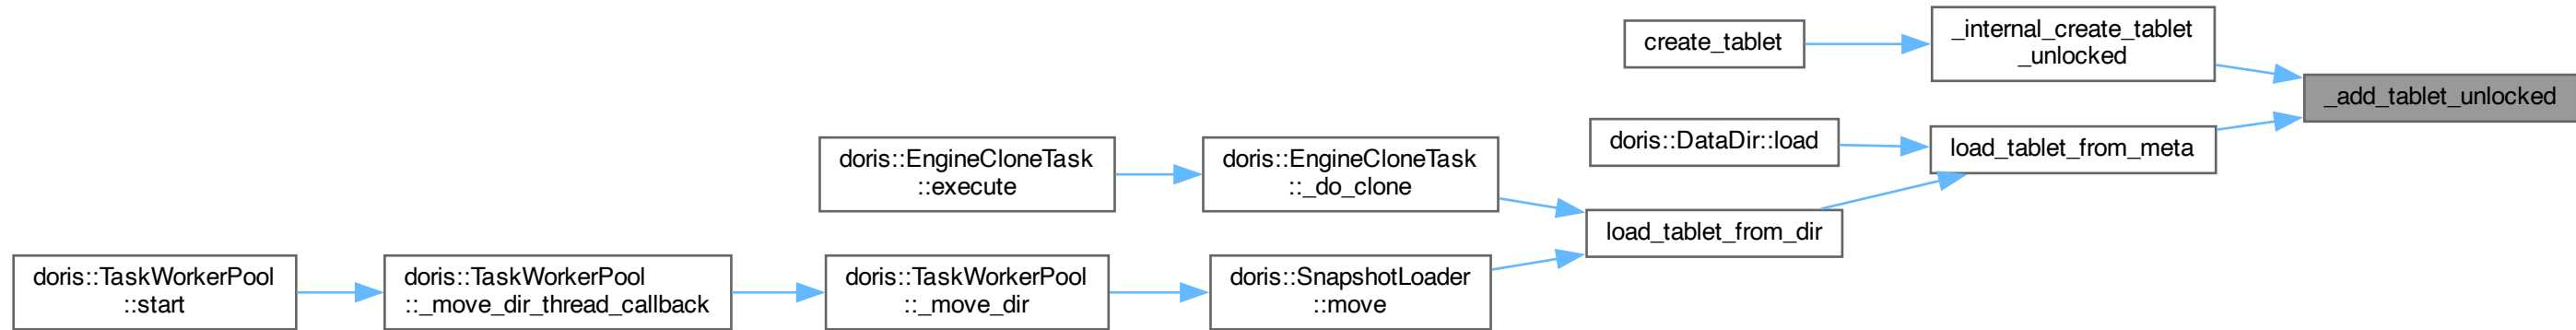 create_tablet
_internal_create_tablet
_unlocked
_add_tablet_unlocked
doris::DataDir::load
load_tablet_from_meta
doris::EngineCloneTask
::execute
doris::EngineCloneTask
::_do_clone
load_tablet_from_dir
doris::TaskWorkerPool
::start
doris::TaskWorkerPool
::_move_dir_thread_callback
doris::TaskWorkerPool
::_move_dir
doris::SnapshotLoader
::move